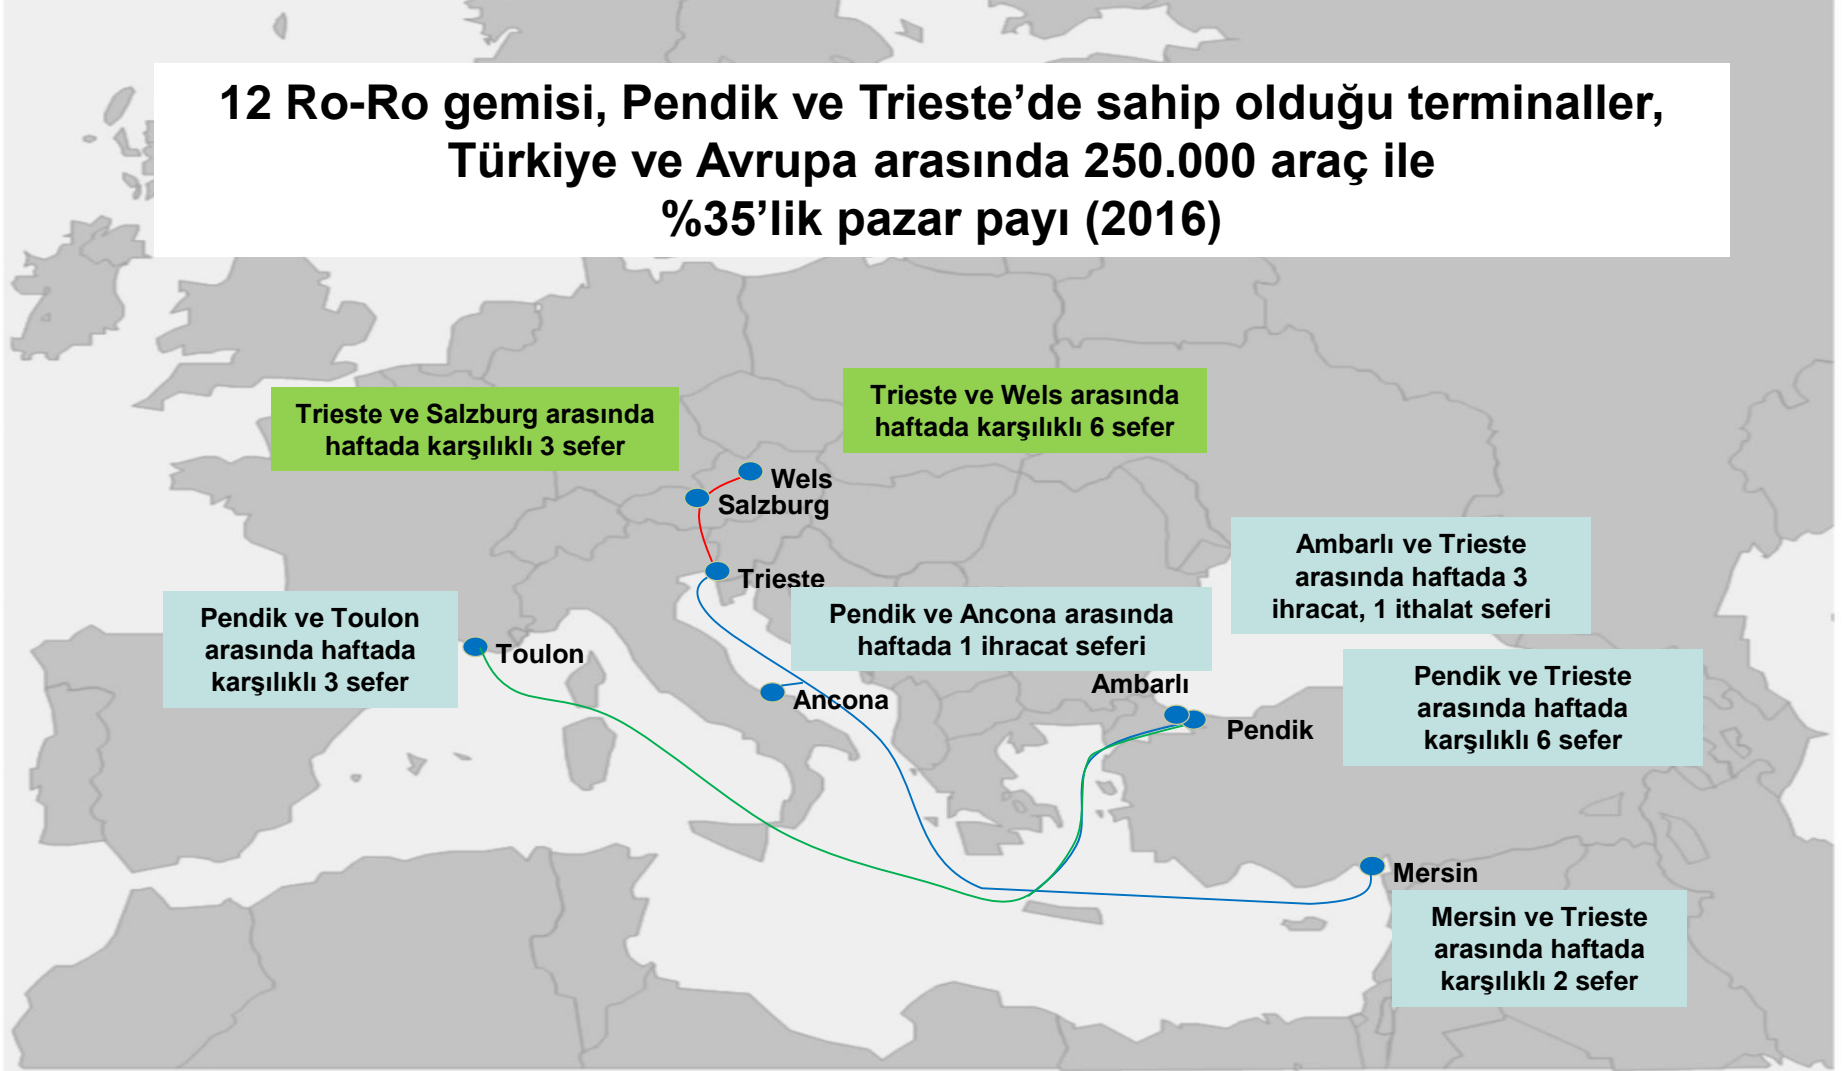 12 Ro-Ro gemisi, Pendik ve Trieste’de sahip olduğu terminaller,
Türkiye ve Avrupa arasında 250.000 araç ile
%35’lik pazar payı (2016)
Trieste ve Salzburg arasında
haftada karşılıklı 3 sefer
Trieste ve Wels arasında
haftada karşılıklı 6 sefer
Wels
Salzburg
Trieste
Ambarlı ve Trieste
arasında haftada 3
ihracat, 1 ithalat seferi
Pendik ve Toulon
arasında haftada
karşılıklı 3 sefer
Toulon
Pendik ve Ancona arasında
haftada 1 ihracat seferi
Ancona
Ambarlı
Pendik
Pendik ve Trieste
arasında haftada
karşılıklı 6 sefer
Mersin
Mersin ve Trieste
arasında haftada
karşılıklı 2 sefer